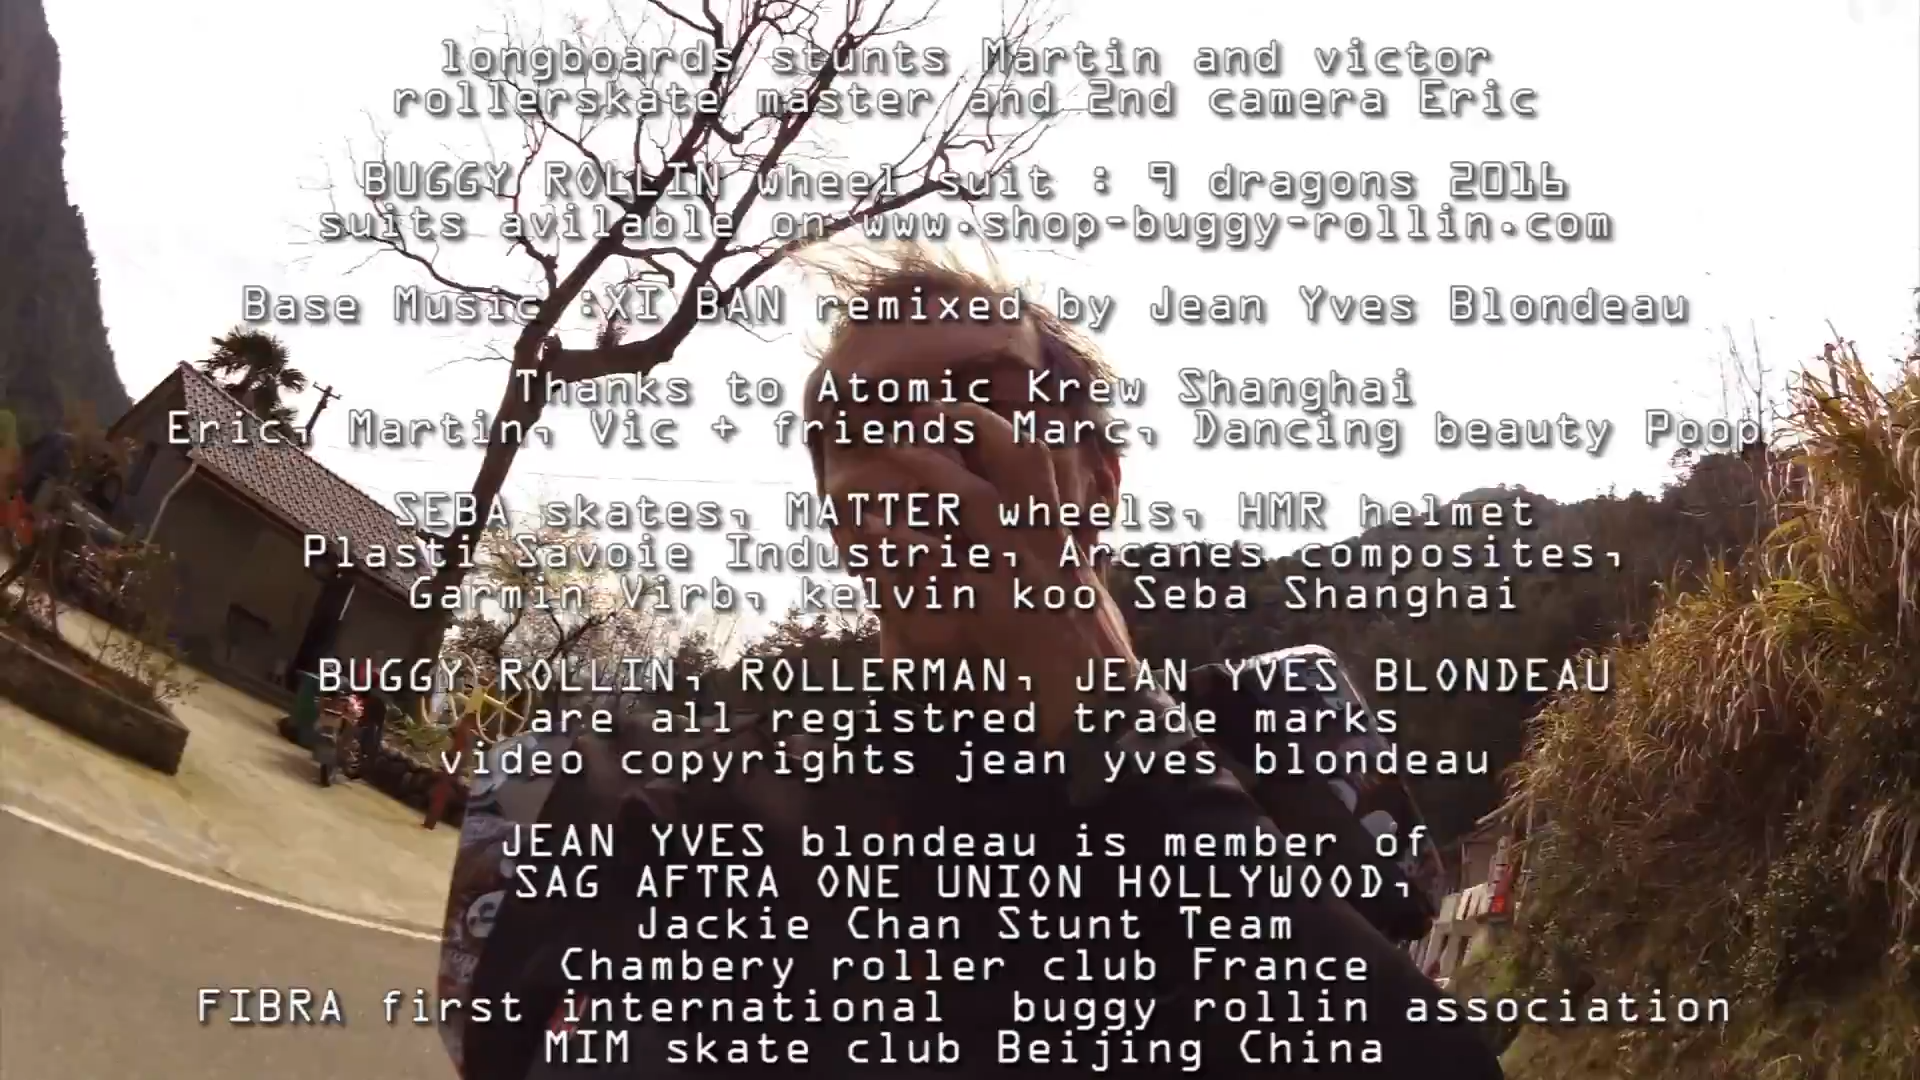 longboards stunts Martin and victor
rollerskate master and 2nd camera Eric
BUGGY ROLLIN wheel suit : 9 dragons 2016
suits avilable on www.shop-buggy-rollin.com
Base Music :XI BAN remixed by Jean Yves Blondeau
Thanks to Atomic Krew Shanghai
Eric, Martin, Vic + friends Marc, Dancing beauty Poop
SEBA skates, MATTER wheels, HMR helmet
Plasti Savoie Industrie, Arcanes composites,
Garmin Virb, kelvin koo Seba Shanghai
BUGGY ROLLIN, ROLLERMAN, JEAN YVES BLONDEAU
are all registred trade marks
video copyrights jean yves blondeau
JEAN YVES blondeau is member of
SAG AFTRA ONE UNION HOLLYWOOD,
Jackie Chan Stunt Team
Chambery roller club France
FIBRA first international  buggy rollin association
MIM skate club Beijing China